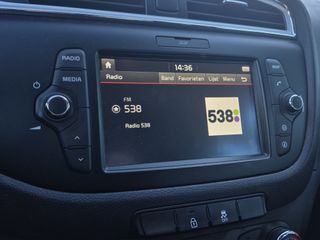 RADIO
MEDIA
14:36
Radio Band Favorieten Lijst Menu
FM
538
Radio 538
538